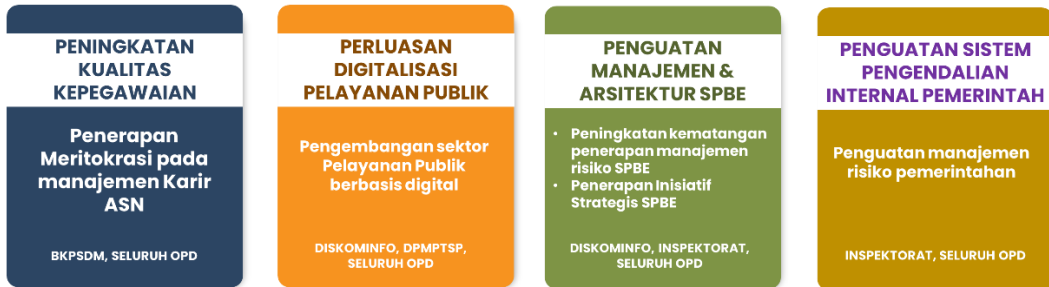 PENINGKATAN
KUALITAS
KEPEGAWAIAN
Penerapan
Meritokrasi pada
manajemen Karir
ASN
BKPSDM, SELURUH OPD
PERLUASAN
DIGITALISASI
PELAYANAN PUBLIK
Pengembangan sektor
Pelayanan Publik
berbasis digital
DISKOMINFO, DPMPTSP,
SELURUH OPD
PENGUATAN
MANAJEMEN &
ARSITEKTUR SPBE
• Peningkatan kematangan
penerapan manajemen
risiko SPBE
• Penerapan Inisiatif
Strategis SPBE
DISKOMINFO, INSPEKTORAT,
SELURUH OPD
PENGUATAN SISTEM
PENGENDALIAN
INTERNAL PEMERINTAH
Penguatan manajemen
risiko pemerintahan
INSPEKTORAT, SELURUH OPD